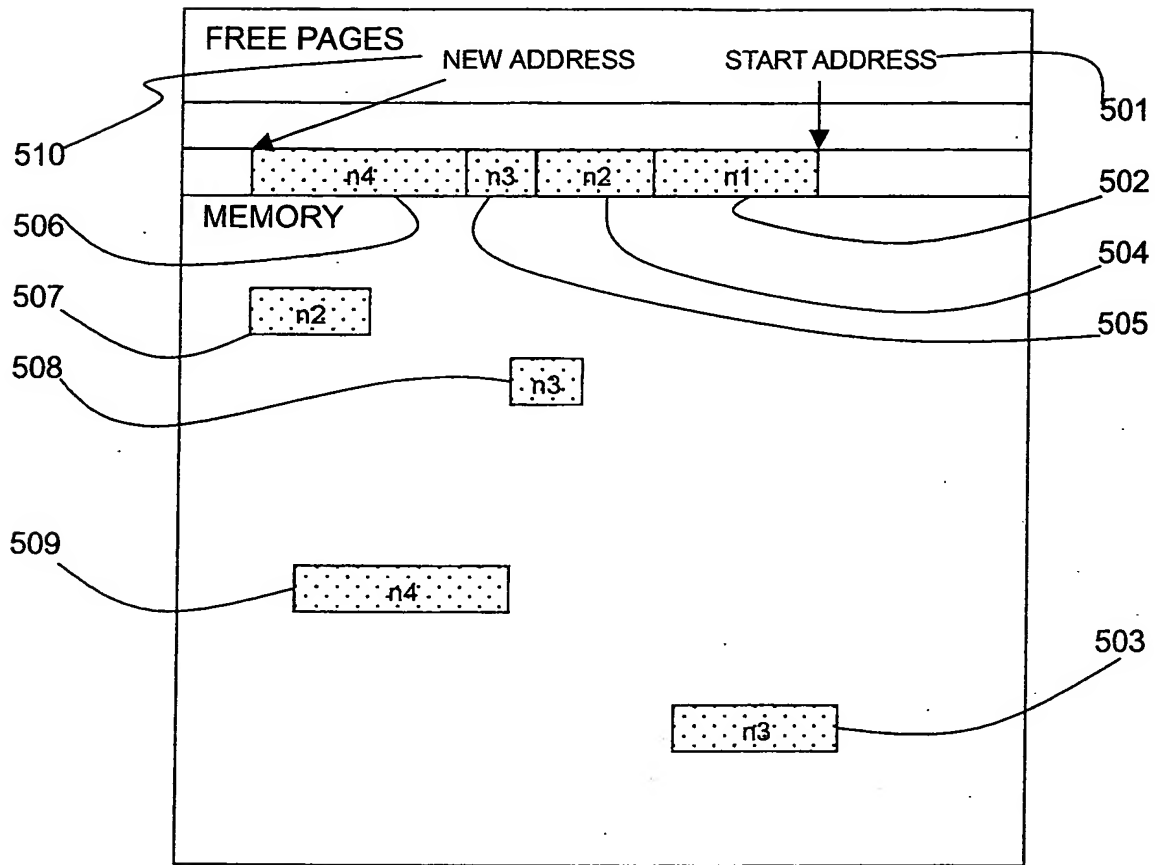 FREE PAGES
NEW ADDRESS START ADDRESS
501
510
n4 n3 n2 n1
502
506
MEMORY
504
507
n2
505
508
n3
509
n4
503
n3